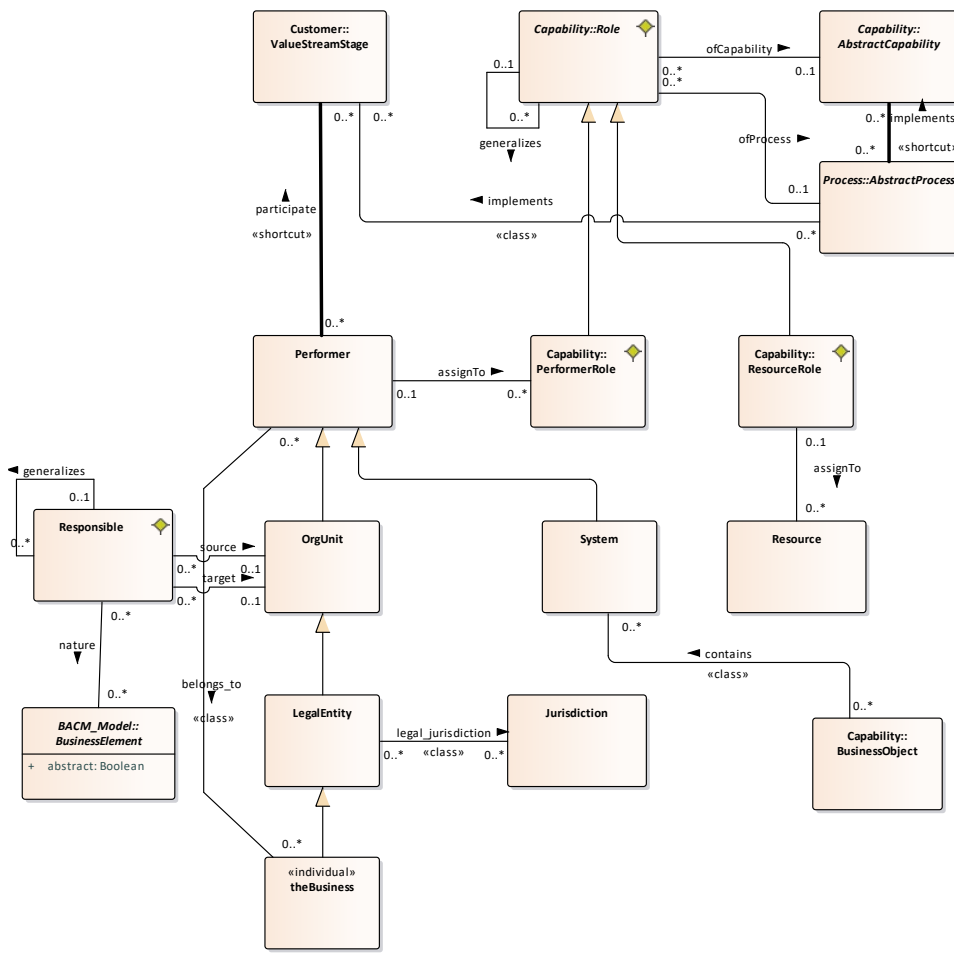 Customer::
ValueStreamStage
Capability::Role
Capability::
AbstractCapability
ofCapability
0..1
0..*
0..*
0..1
0..*
generalizes
0..*
0..*
0..*
implements
ofProcess
0..*
«shortcut»
Process::AbstractProcess
0..1
implements
«class»
0..*
participate
«shortcut»
0..*
Performer
Capability::
PerformerRole
Capability::
ResourceRole
assignTo
0..1
0..*
0..*
0..1
assignTo
0..*
generalizes
0..1
0..*
Responsible
OrgUnit
System
Resource
source
0..*
0..1
target
0..*
0..1
0..*
0..*
nature
contains
«class»
0..*
0..*
belongs_to
«class»
BACM_Model::
BusinessElement
+ abstract: Boolean
LegalEntity
Jurisdiction
legal_jurisdiction
0..*
«class»
0..*
Capability::
BusinessObject
0..*
«individual»
theBusiness